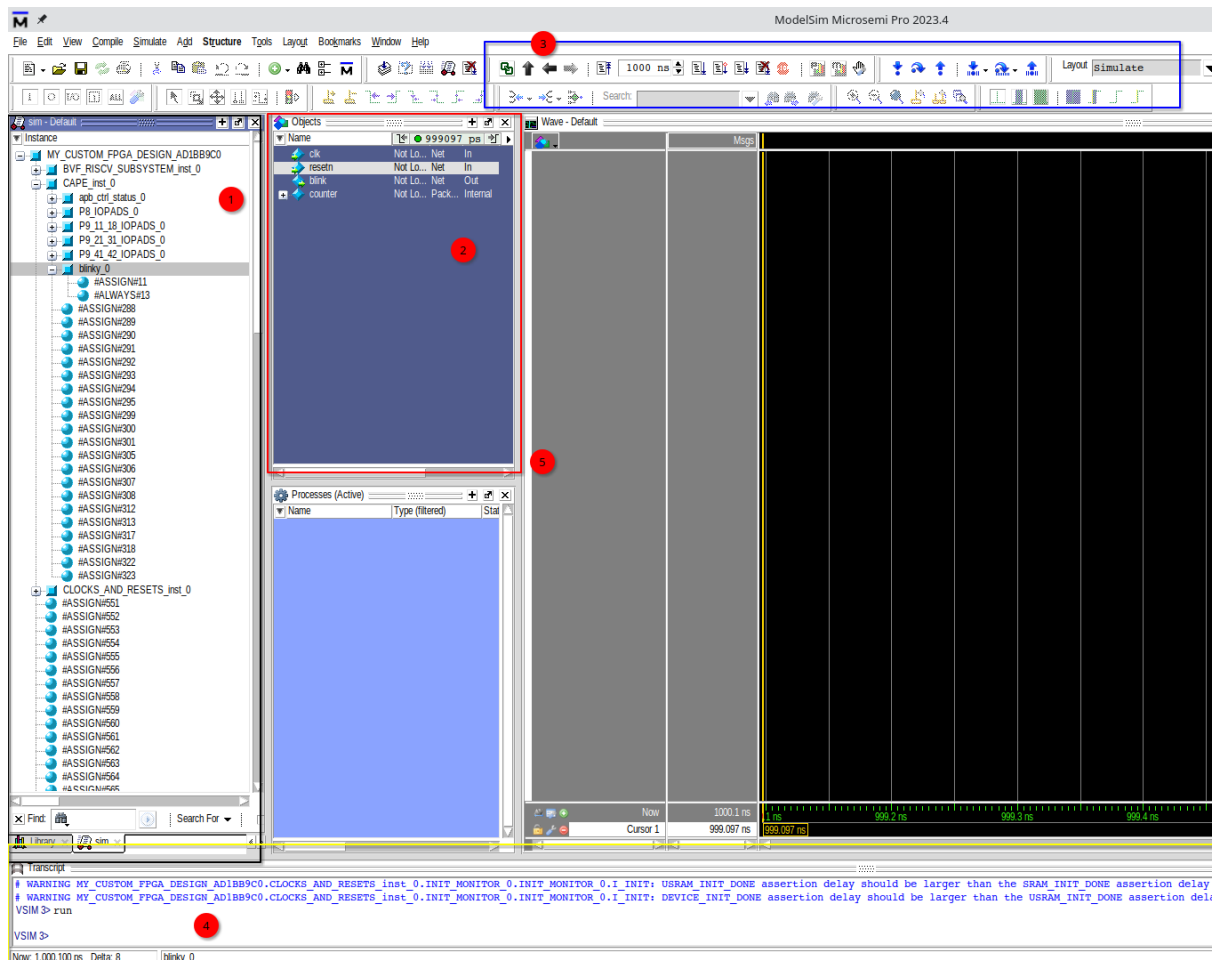 ModelSim Microsemi Pro 2023.4
File Edit View Compile Simulate Add Structure Tools Layout Bookmarks Window Help
3
1000 ns
Layout Simulate
Search:
sim - Default
Instance
MY_CUSTOM_FPGA_DESIGN_AD1BB9C0
BVF_RISCV_SUBSYSTEM_inst_0
CAPE_inst_0
apb_ctrl_status_0
P8_IOPADS_0
P9_11_18_IOPADS_0
P9_21_31_IOPADS_0
P9_41_42_IOPADS_0
blinky_0
#ASSIGN#11
#ALWAYS#13
#ASSIGN#288
#ASSIGN#289
#ASSIGN#290
#ASSIGN#291
#ASSIGN#292
#ASSIGN#293
#ASSIGN#294
#ASSIGN#295
#ASSIGN#299
#ASSIGN#300
#ASSIGN#301
#ASSIGN#305
#ASSIGN#306
#ASSIGN#307
#ASSIGN#308
#ASSIGN#312
#ASSIGN#313
#ASSIGN#317
#ASSIGN#318
#ASSIGN#322
#ASSIGN#323
CLOCKS_AND_RESETS_inst_0
#ASSIGN#551
#ASSIGN#552
#ASSIGN#553
#ASSIGN#554
#ASSIGN#555
#ASSIGN#556
#ASSIGN#557
#ASSIGN#558
#ASSIGN#559
#ASSIGN#560
#ASSIGN#561
#ASSIGN#562
#ASSIGN#563
#ASSIGN#564
#ASSIGN#565
1
Find:
Search For
Library
sim
Objects
Name
999097 ps
clk Not Lo... Net In
resetn Not Lo... Net In
blink Not Lo... Net Out
counter Not Lo... Pack... Internal
2
Processes (Active)
Name Type (filtered) Stat
Wave - Default
Msgs
5
Now 1000.1 ns
Cursor 1 999.097 ns
1 ns 999.2 ns 999.3 ns 999.4 ns
999.097 ns
Transcript
# WARNING MY_CUSTOM_FPGA_DESIGN_AD1BB9C0.CLOCKS_AND_RESETS_inst_0.INIT_MONITOR_0.INIT_MONITOR_0.I_INIT: USRAM_INIT_DONE assertion delay should be larger than the SRAM_INIT_DONE assertion delay
# WARNING MY_CUSTOM_FPGA_DESIGN_AD1BB9C0.CLOCKS_AND_RESETS_inst_0.INIT_MONITOR_0.INIT_MONITOR_0.I_INIT: DEVICE_INIT_DONE assertion delay should be larger than the USRAM_INIT_DONE assertion dela
VSIM 3> run
4
VSIM 3>
Now: 1,000,100 ps Delta: 8 blinky_0